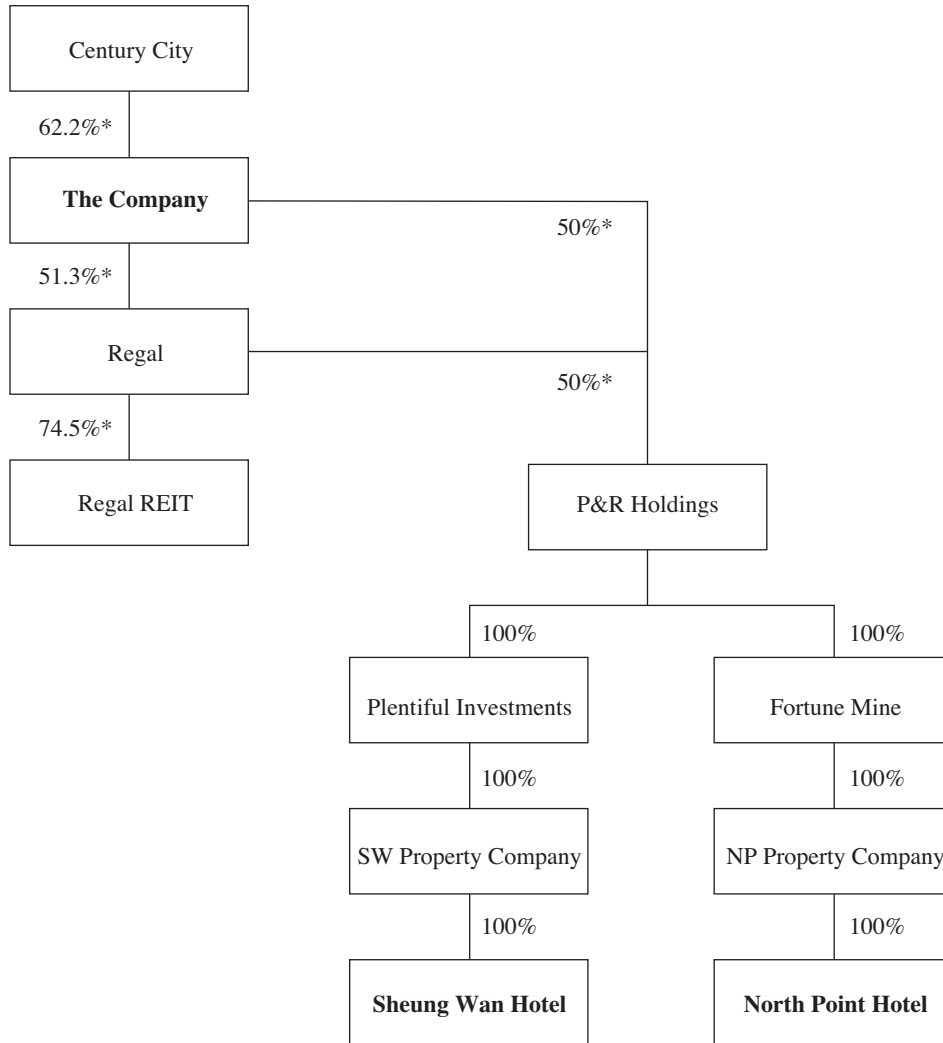 Century City
62.2%*
The Company
50%*
51.3%*
Regal
50%*
74.5%*
Regal REIT
P&R Holdings
100%
100%
Plentiful Investments
Fortune Mine
100%
100%
SW Property Company
NP Property Company
100%
100%
Sheung Wan Hotel
North Point Hotel